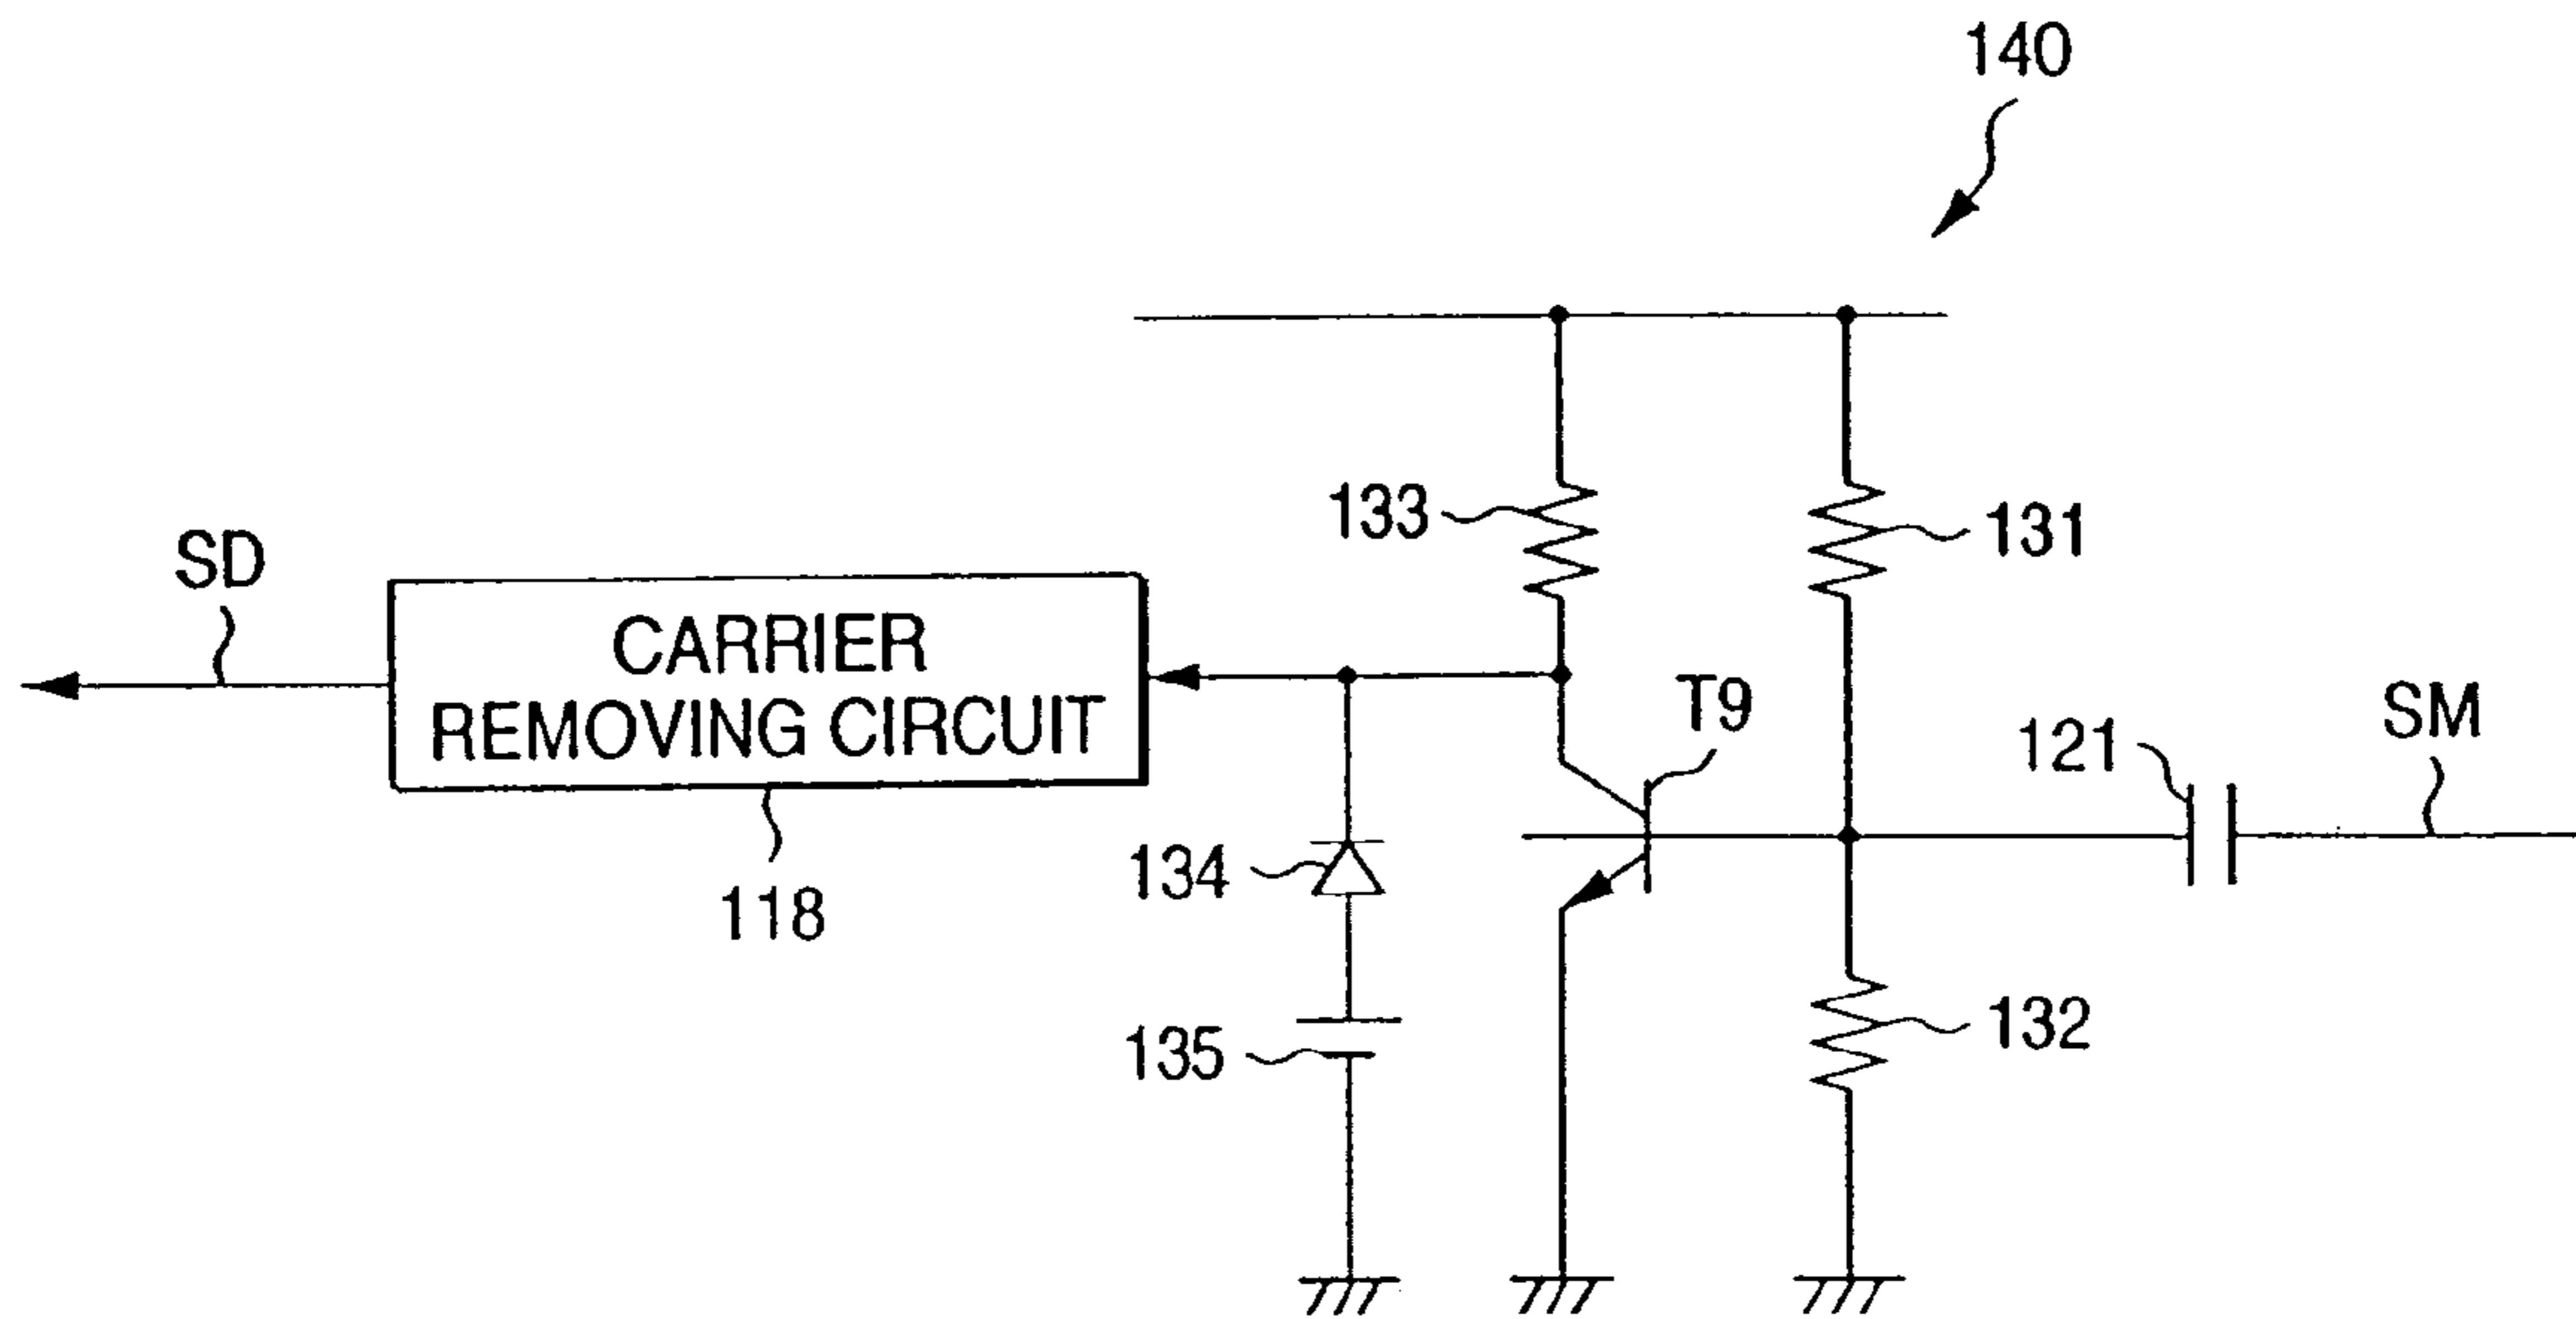 140
133
131
SD
CARRIER
REMOVING CIRCUIT
T9
SM
121
134
118
135
132